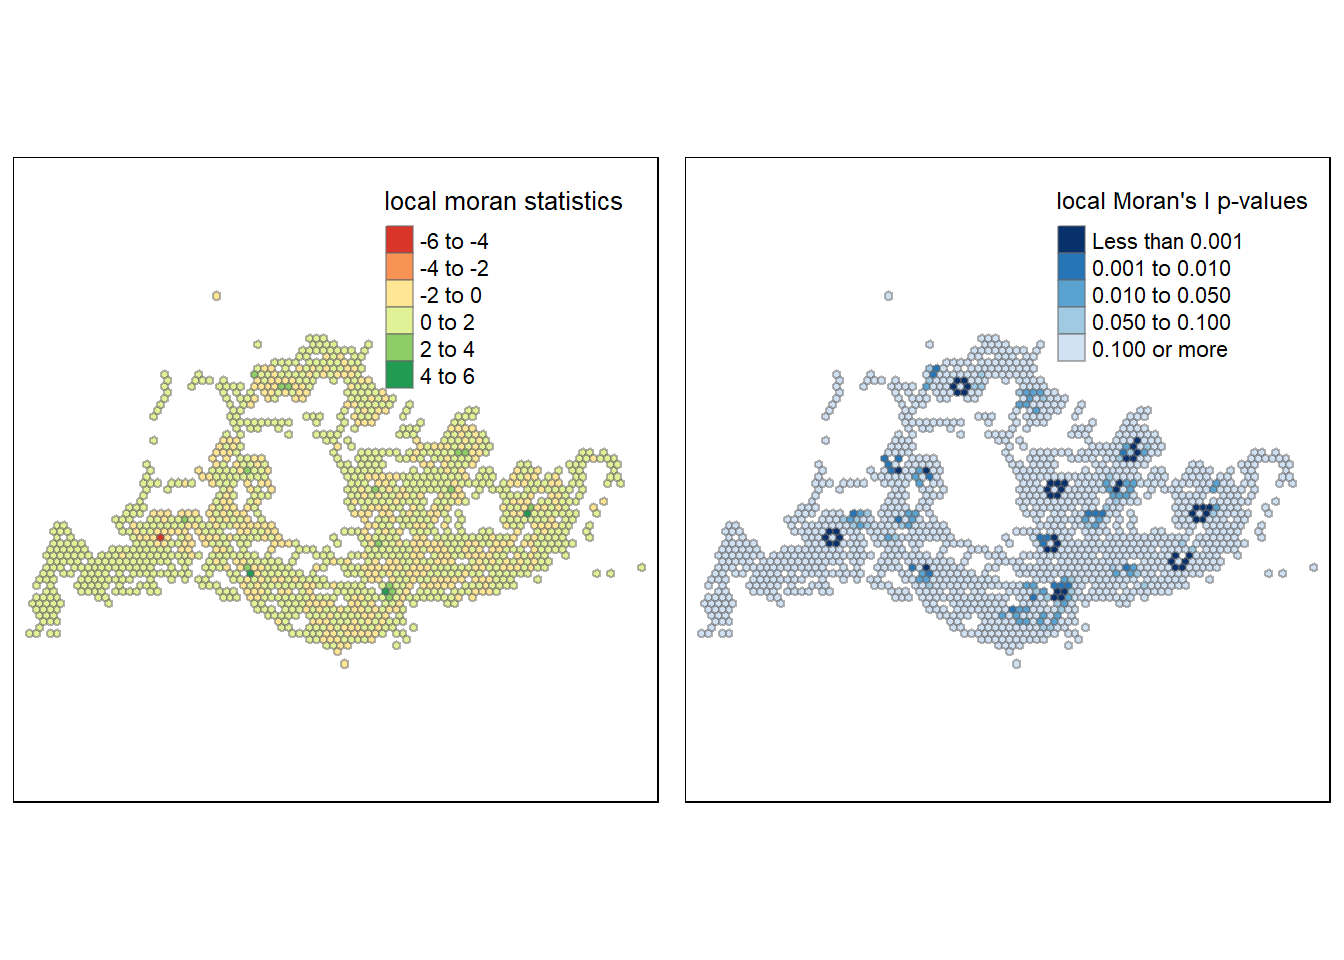 local moran statistics
-6 to -4
-4 to -2
-2 to 0
0 to 2
2 to 4
4 to 6
local Moran's I p-values
Less than 0.001
0.001 to 0.010
0.010 to 0.050
0.050 to 0.100
0.100 or more